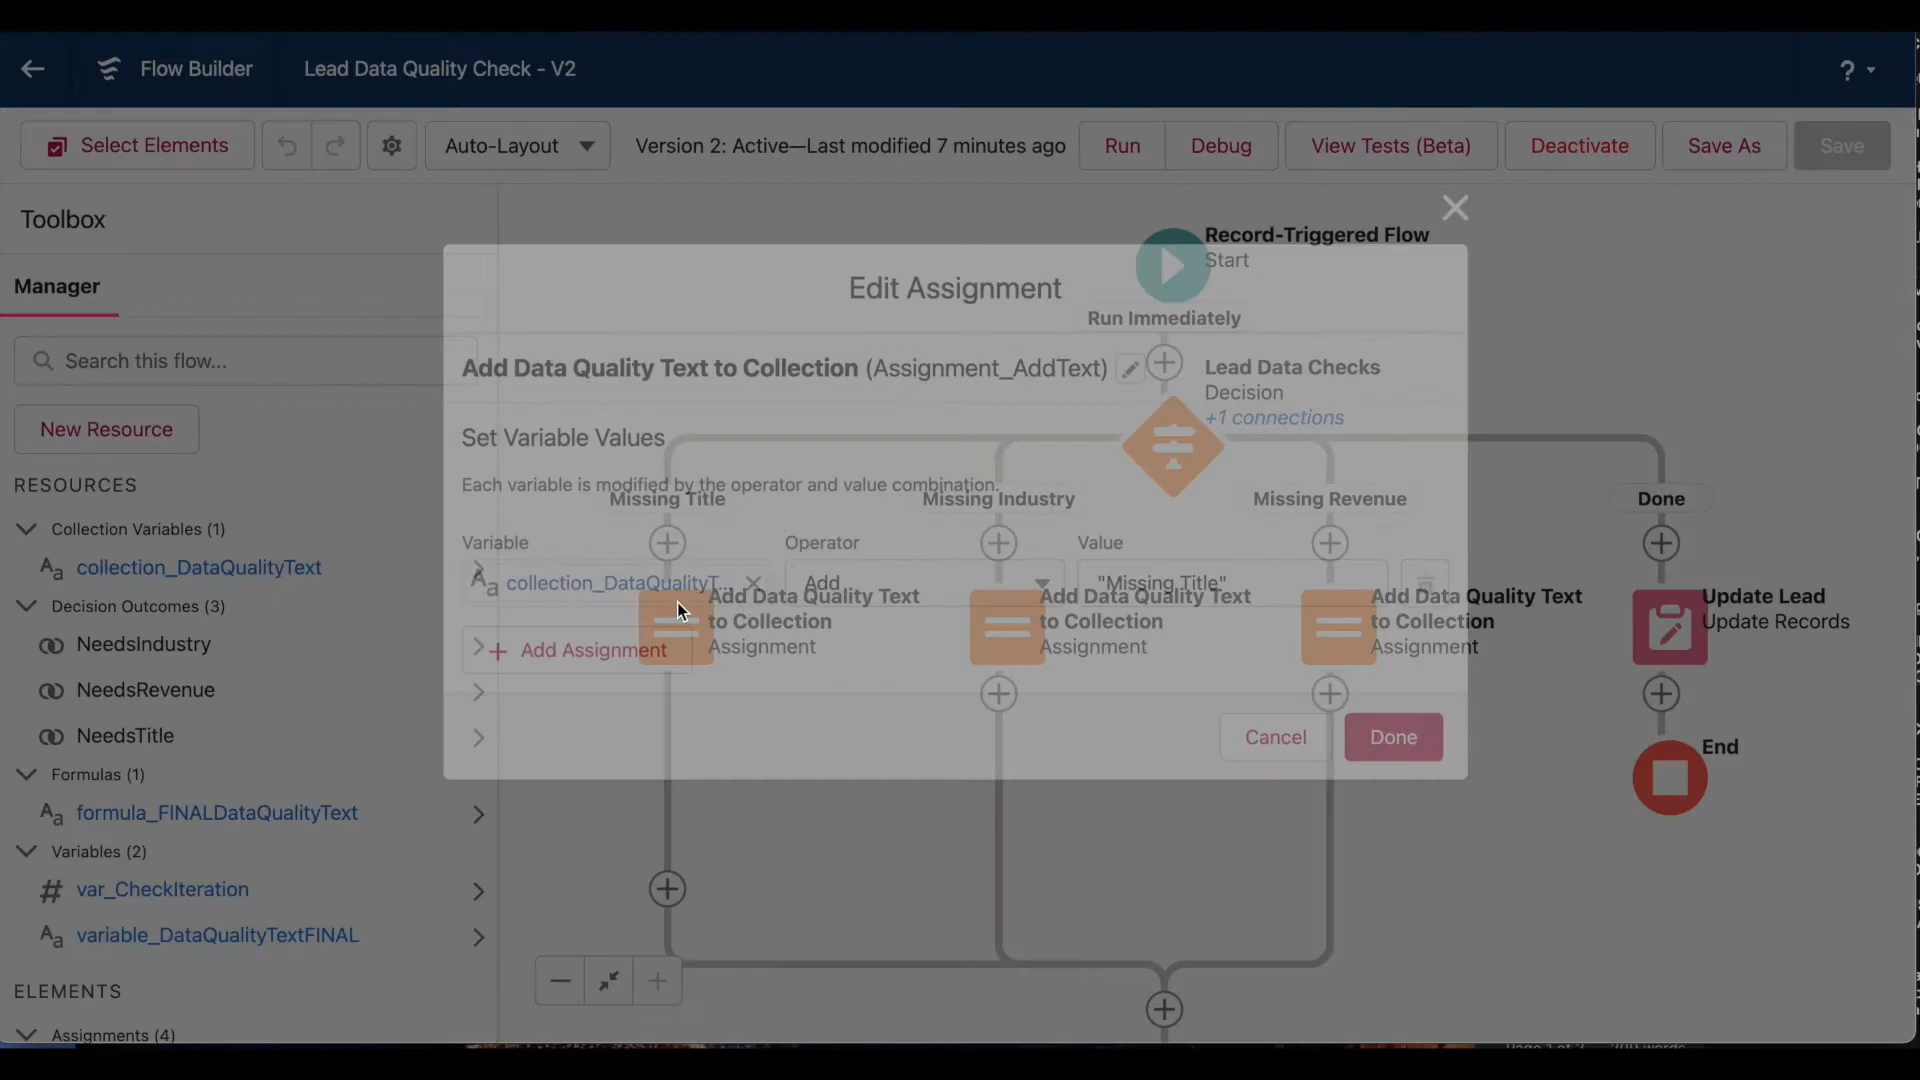 Flow Builder
Lead Data Quality Check - V2
?
Select Elements
Auto-Layout
Version 2: Active—Last modified 7 minutes ago
Run
Debug
View Tests (Beta)
Deactivate
Save As
Save
Toolbox
Manager
Search this flow...
New Resource
RESOURCES
Collection Variables (1)
Aa collection_DataQualityText
Decision Outcomes (3)
NeedsIndustry
NeedsRevenue
NeedsTitle
Formulas (1)
Aa formula_FINALDataQualityText
Variables (2)
# var_CheckIteration
Aa variable_DataQualityTextFINAL
ELEMENTS
Assignments (4)
Record-Triggered Flow
Start
Run Immediately
Lead Data Checks
Decision
+1 connections
Missing Title
Missing Industry
Missing Revenue
Done
Add Data Quality Text
to Collection
Assignment
Add Data Quality Text
to Collection
Assignment
Add Data Quality Text
to Collection
Assignment
Update Lead
Update Records
End
Edit Assignment
Add Data Quality Text to Collection (Assignment_AddText)
Set Variable Values
Each variable is modified by the operator and value combination.
Variable
Operator
Value
Aa collection_DataQualityT...
Add
"Missing Title"
+ Add Assignment
Cancel
Done